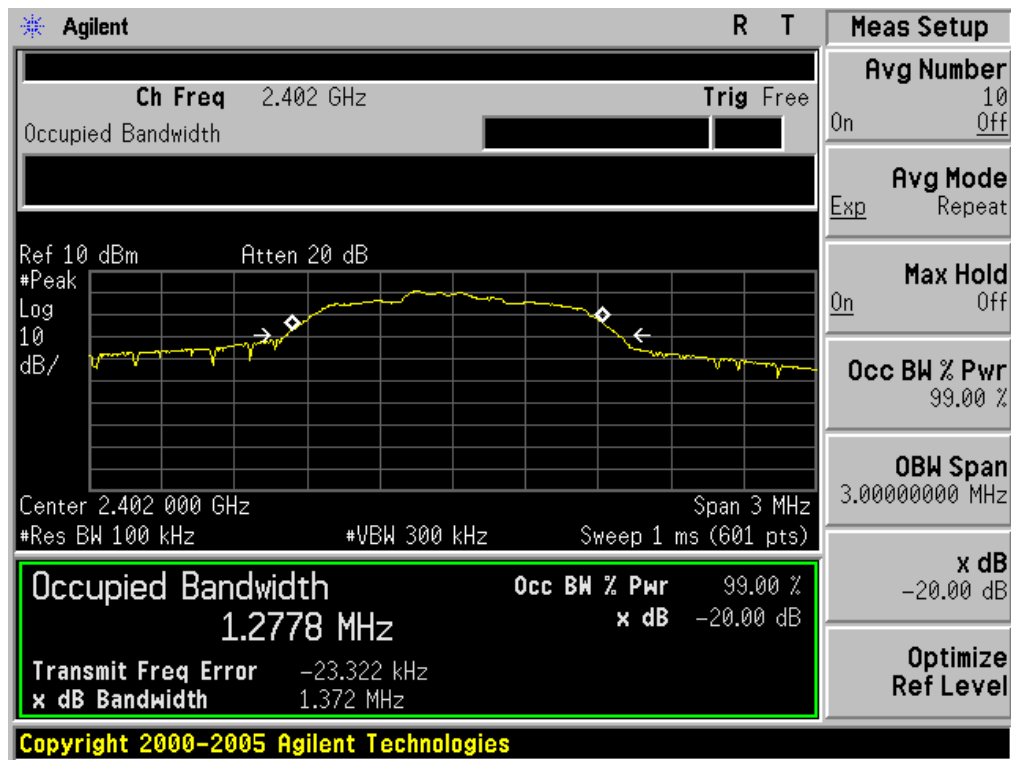 Agilent R T
Meas Setup
Ch Freq 2.402 GHz Trig Free
Occupied Bandwidth
Ref 10 dBm Atten 20 dB
#Peak
Log
10
dB/
Center 2.402 000 GHz Span 3 MHz
#Res BW 100 kHz #VBW 300 kHz Sweep 1 ms (601 pts)
Occupied Bandwidth Occ BW % Pwr 99.00 %
1.2778 MHz x dB -20.00 dB
Transmit Freq Error -23.322 kHz
x dB Bandwidth 1.372 MHz
Avg Number
10
On Off
Avg Mode
Exp Repeat
Max Hold
On Off
Occ BW % Pwr
99.00 %
OBW Span
3.00000000 MHz
x dB
-20.00 dB
Optimize
Ref Level
Copyright 2000-2005 Agilent Technologies